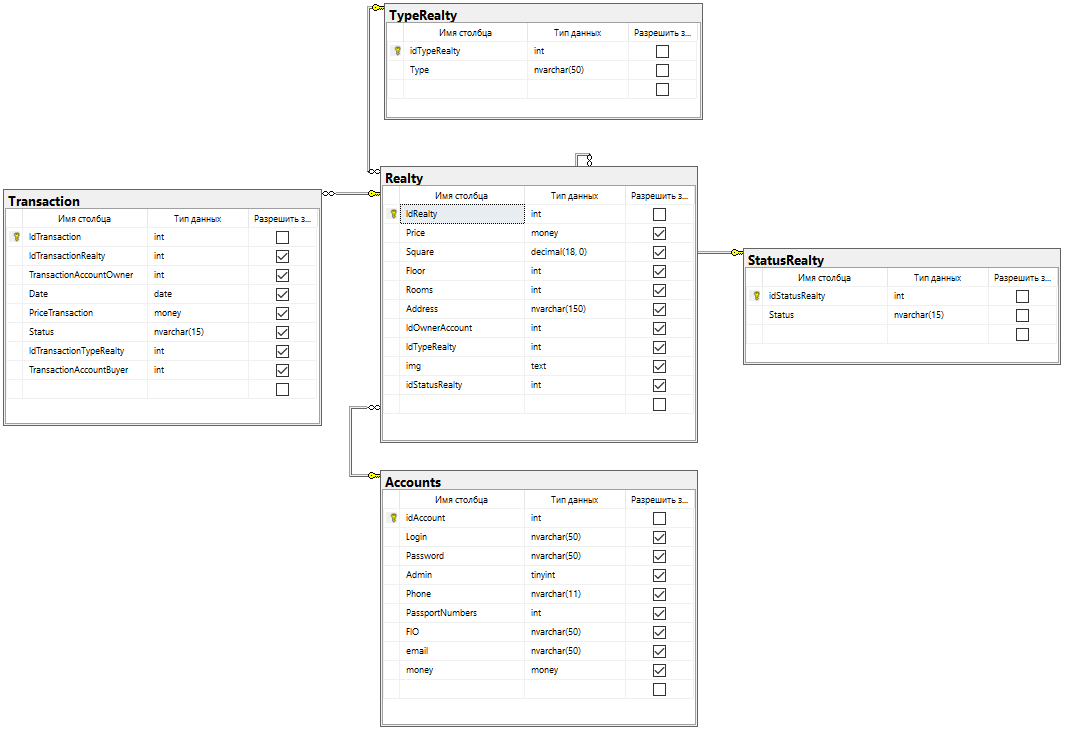 TypeRealty
Имя столбца Тип данных Разрешить з...
idTypeRealty int
Type nvarchar(50)
Realty
Имя столбца Тип данных Разрешить з...
IdRealty int
Price money
Square decimal(18, 0)
Floor int
Rooms int
Address nvarchar(150)
IdOwnerAccount int
IdTypeRealty int
img text
idStatusRealty int
Transaction
Имя столбца Тип данных Разрешить з...
IdTransaction int
IdTransactionRealty int
TransactionAccountOwner int
Date date
PriceTransaction money
Status nvarchar(15)
IdTransactionTypeRealty int
TransactionAccountBuyer int
StatusRealty
Имя столбца Тип данных Разрешить з...
idStatusRealty int
Status nvarchar(15)
Accounts
Имя столбца Тип данных Разрешить з...
idAccount int
Login nvarchar(50)
Password nvarchar(50)
Admin tinyint
Phone nvarchar(11)
PassportNumbers int
FIO nvarchar(50)
email nvarchar(50)
money money